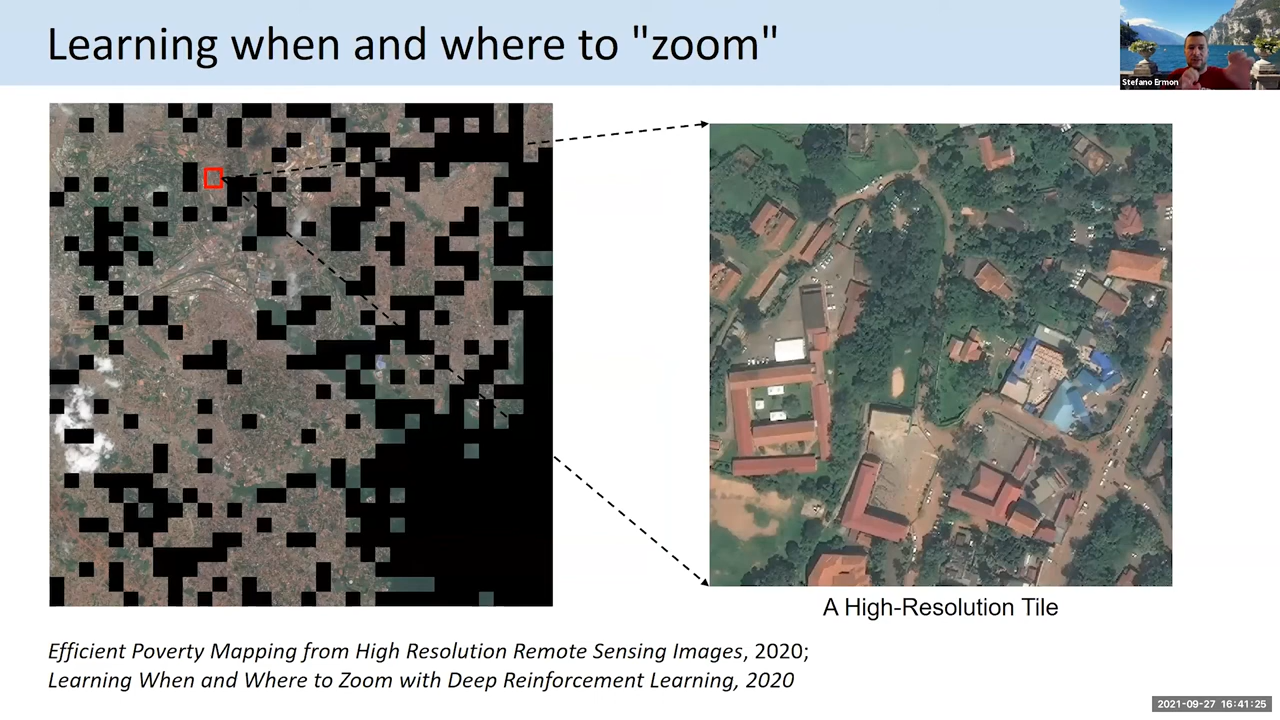 Learning when and where to "zoom"
Stefano Ermon
A High-Resolution Tile
Efficient Poverty Mapping from High Resolution Remote Sensing Images, 2020;
Learning When and Where to Zoom with Deep Reinforcement Learning, 2020
2021-09-27 16:41:25